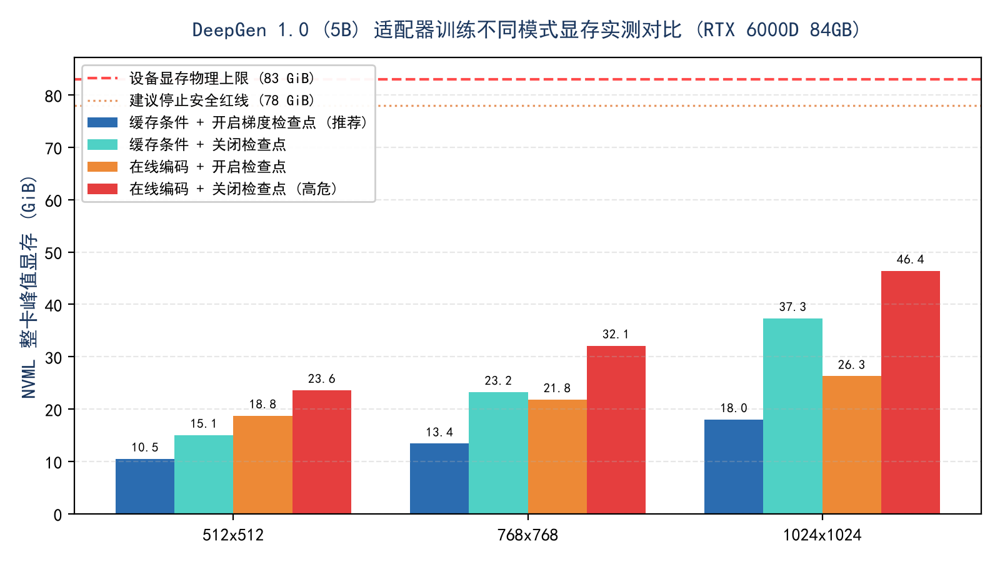 DeepGen 1.0 (5B) 适配器训练不同模式显存实测对比 (RTX 6000D 84GB)
设备显存物理上限 (83 GiB)
建议停止安全红线 (78 GiB)
缓存条件 + 开启梯度检查点 (推荐)
缓存条件 + 关闭检查点
在线编码 + 开启检查点
在线编码 + 关闭检查点 (高危)
NVML 整卡峰值显存 (GiB)
80
70
60
50
40
30
20
10
0
10.5
15.1
18.8
23.6
13.4
23.2
21.8
32.1
18.0
37.3
26.3
46.4
512x512
768x768
1024x1024